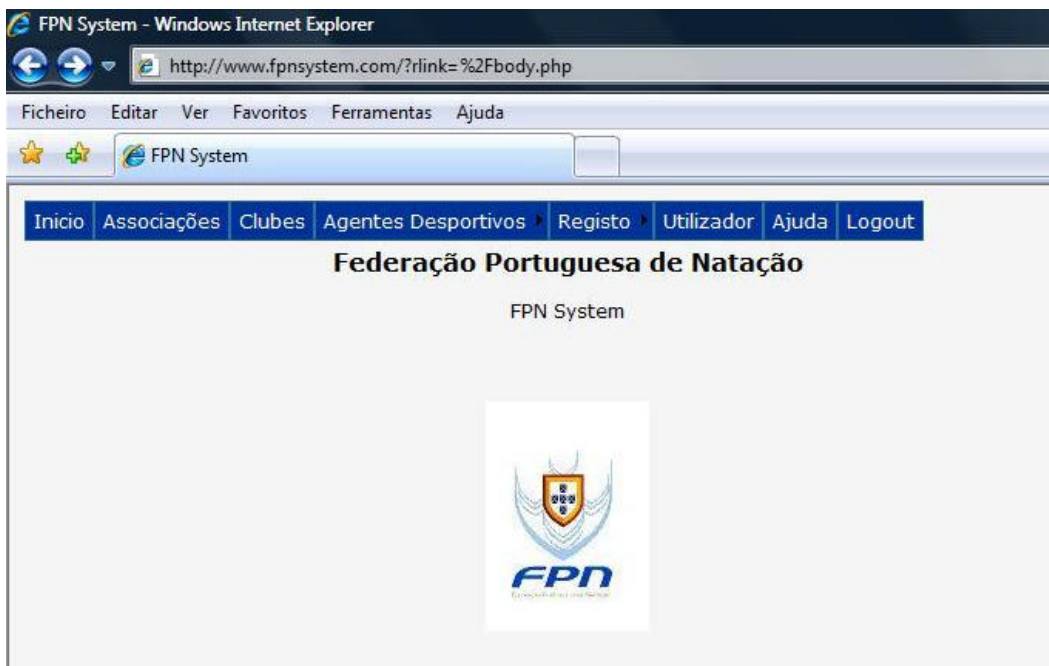 FPN System - Windows Internet Explorer
http://www.fpnsystem.com/?rlink=%2Fbody.php
Ficheiro Editar Ver Favoritos Ferramentas Ajuda
FPN System
Inicio Associações Clubes Agentes Desportivos Registo Utilizador Ajuda Logout
Federação Portuguesa de Natação
FPN System
FPN